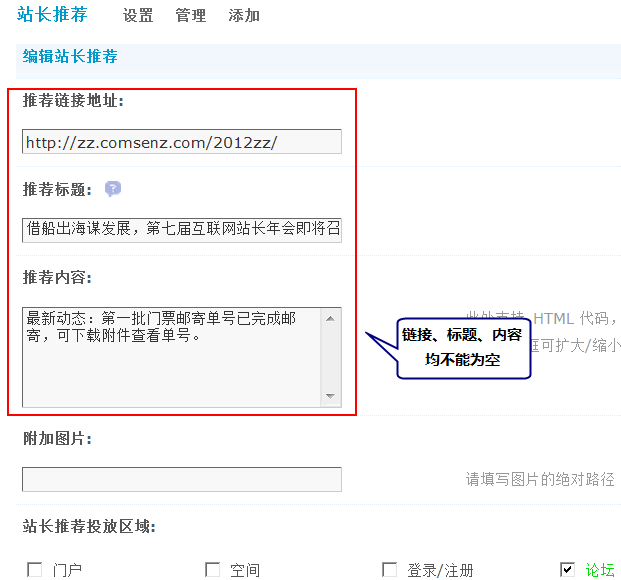 站长推荐 设置 管理 添加
编辑站长推荐
推荐链接地址:
http://zz.comsenz.com/2012zz/
推荐标题: ?
借船出海谋发展，第七届互联网站长年会即将召
推荐内容:
最新动态：第一批门票邮寄单号已完成邮
寄，可下载附件查看单号。
此处支持 HTML 代码，
框可扩大/缩小
链接、标题、内容
均不能为空
附加图片:
请填写图片的绝对路径
站长推荐投放区域:
门户 空间 登录/注册 论坛